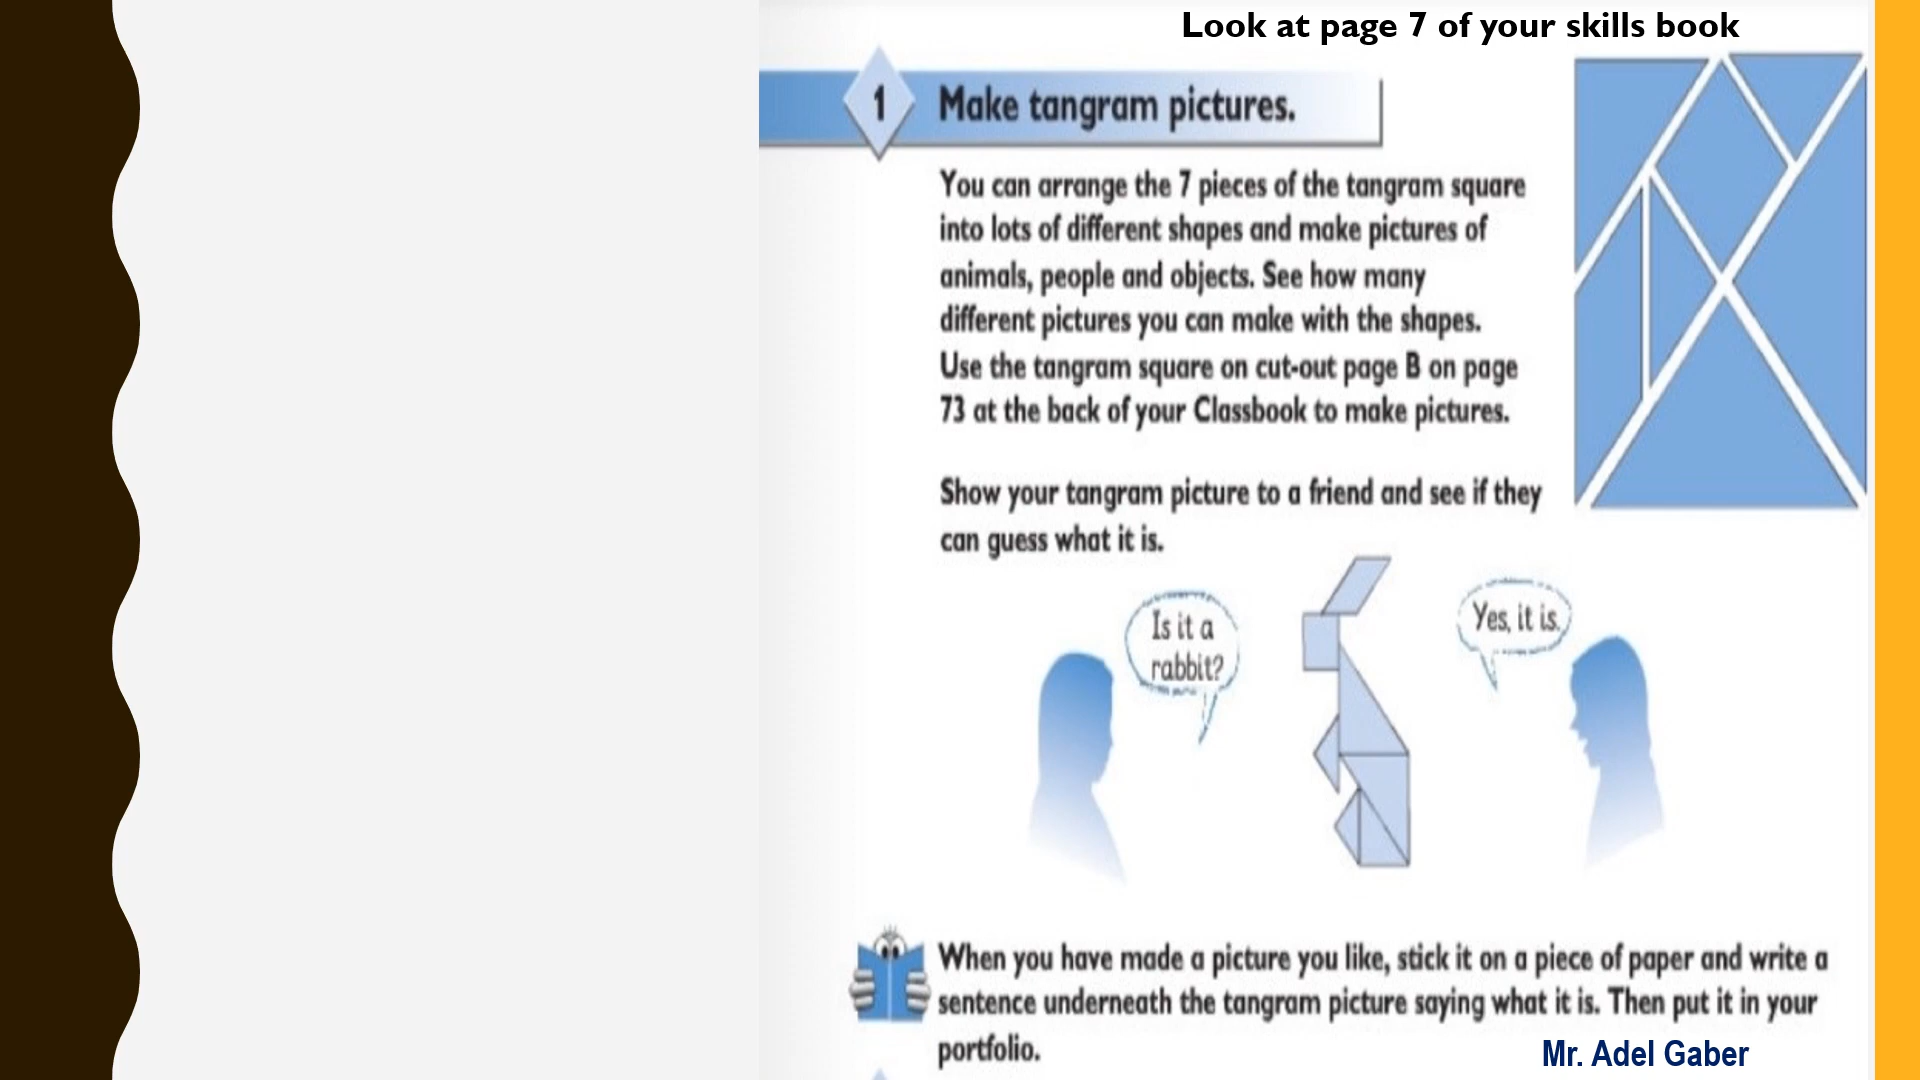 Look at page 7 of your skills book
1 Make tangram pictures.
You can arrange the 7 pieces of the tangram square
into lots of different shapes and make pictures of
animals, people and objects. See how many
different pictures you can make with the shapes.
Use the tangram square on cut-out page B on page
73 at the back of your Classbook to make pictures.
Show your tangram picture to a friend and see if they
can guess what it is.
Is it a
rabbit?
Yes, it is.
When you have made a picture you like, stick it on a piece of paper and write a
sentence underneath the tangram picture saying what it is. Then put it in your
portfolio.
Mr. Adel Gaber